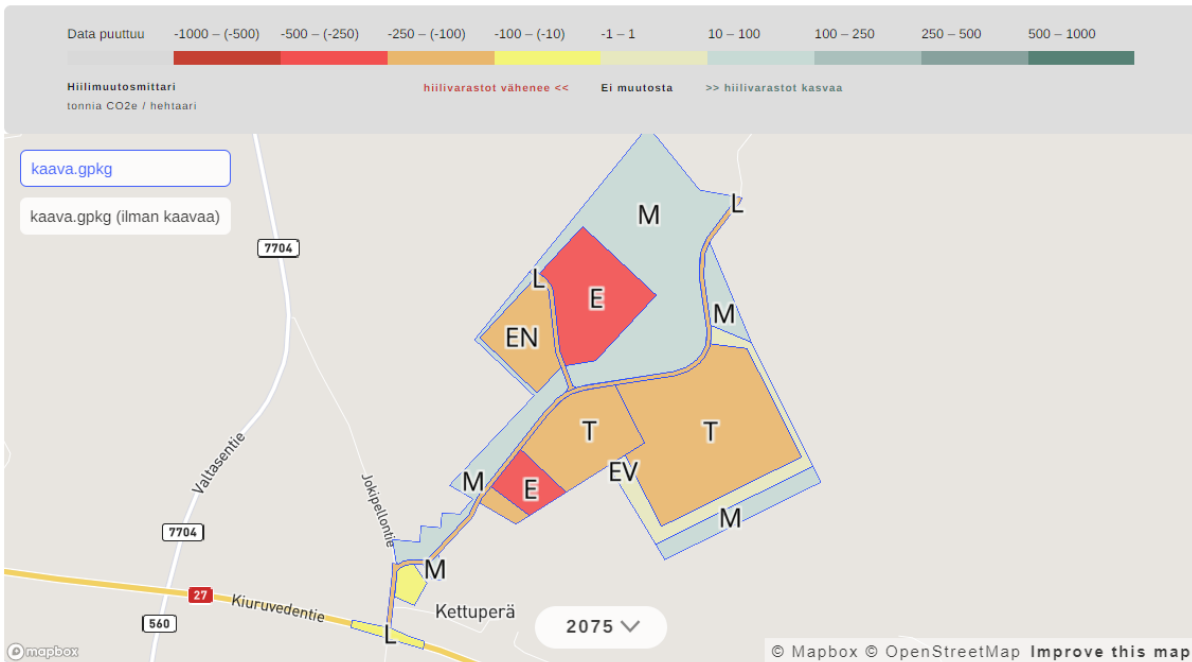 Data puuttuu -1000 – (-500) -500 – (-250) -250 – (-100) -100 – (-10) -1 – 1 10 – 100 100 – 250 250 – 500 500 – 1000
Hiilimuutosmittari hiilivarastot vähenee << Ei muutosta >> hiilivarastot kasvaa
tonnia CO2e / hehtaari
kaava.gpkg
kaava.gpkg (ilman kaavaa)
7704
M
L
L
E
M
EN
T
T
Valtasentie
EV
M
E
Jokipellontie
M
7704
M
27
Kiuruvedentie
Kettuperä
560
L
2075
mapbox
© Mapbox © OpenStreetMap Improve this map